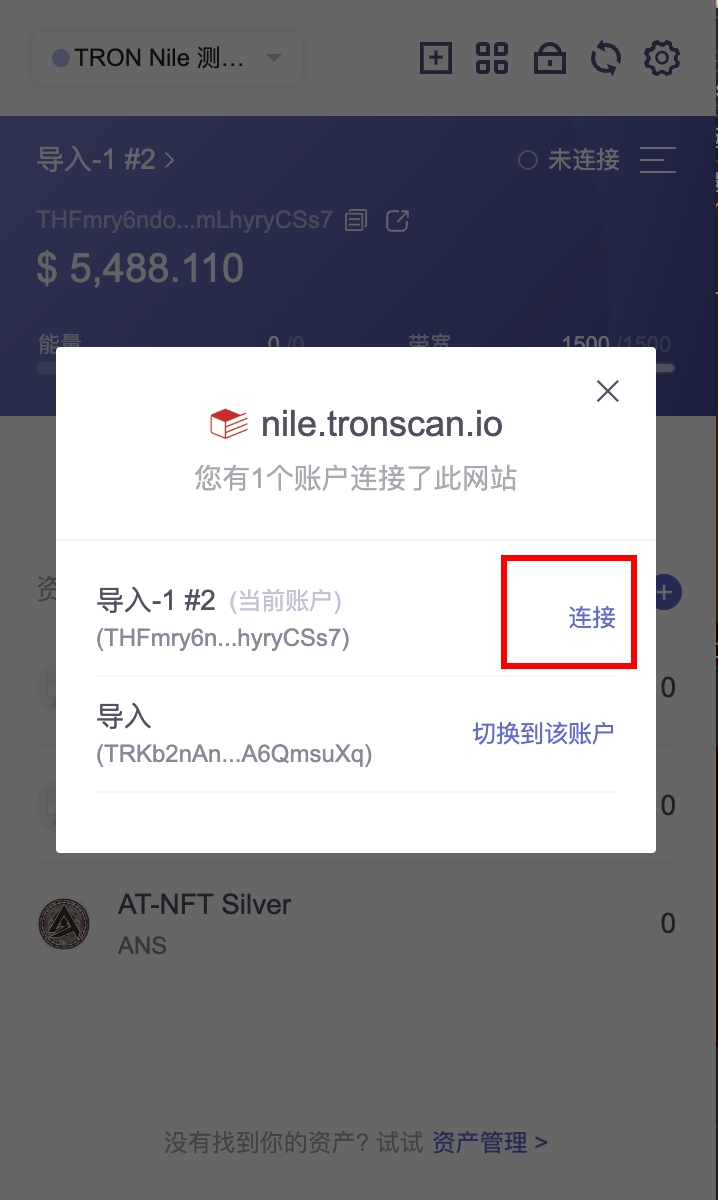 TRON Nile 测...
导入-1 #2 >
未连接
THFmry6ndo...mLhyryCSs7
$ 5,488.110
能量 0 /0 带宽 1500 /1500
nile.tronscan.io
您有1个账户连接了此网站
资
导入-1 #2 (当前账户)
(THFmry6n...hyryCSs7)
连接
0
导入
(TRKb2nAn...A6QmsuXq)
切换到该账户
0
AT-NFT Silver
ANS
0
没有找到你的资产? 试试 资产管理 >